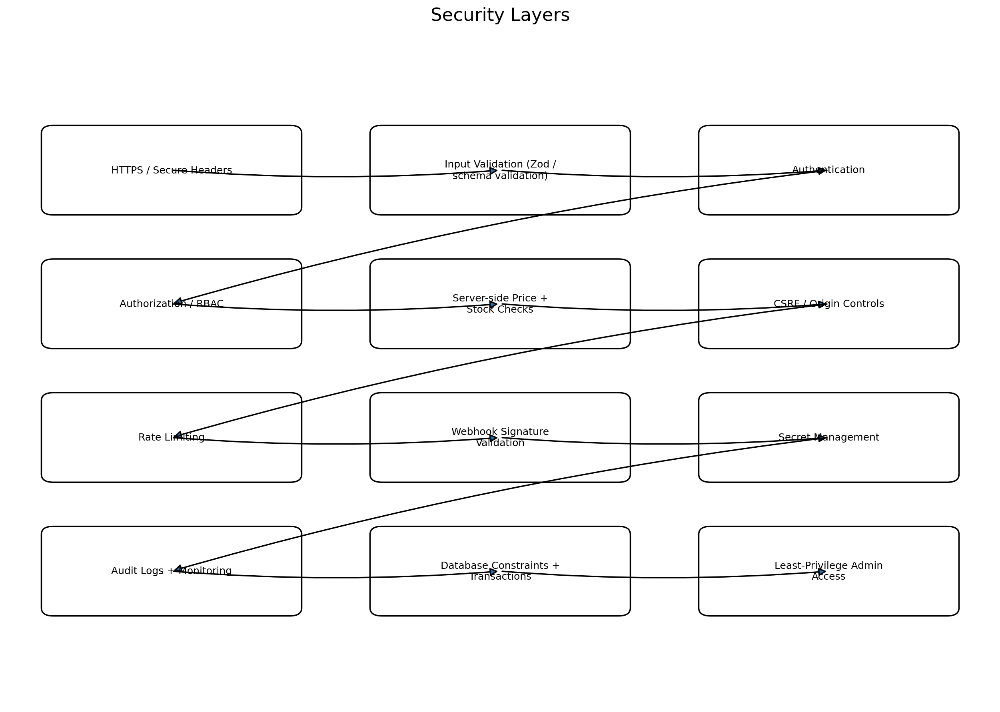 Security Layers
HTTPS / Secure Headers
Input Validation (Zod /
schema validation)
Authentication
Authorization / RBAC
Server-side Price +
Stock Checks
CSRF / Origin Controls
Rate Limiting
Webhook Signature
Validation
Secret Management
Audit Logs + Monitoring
Database Constraints +
Transactions
Least-Privilege Admin
Access